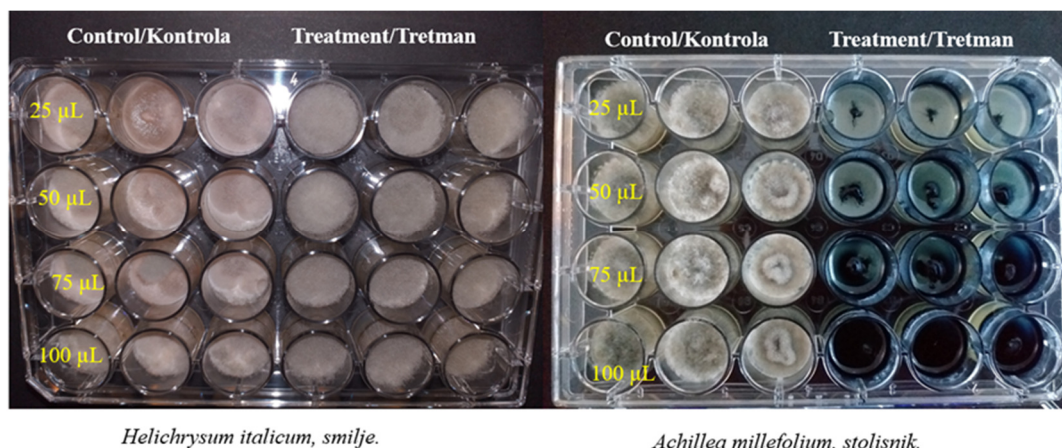 Control/Kontrola Treatment/Tretman
25 µL
50 µL
75 µL
100 µL
Helichrysum italicum, smilje.
Control/Kontrola Treatment/Tretman
25 µL
50 µL
75 µL
100 µL
Achillea millefolium, stolisnik.